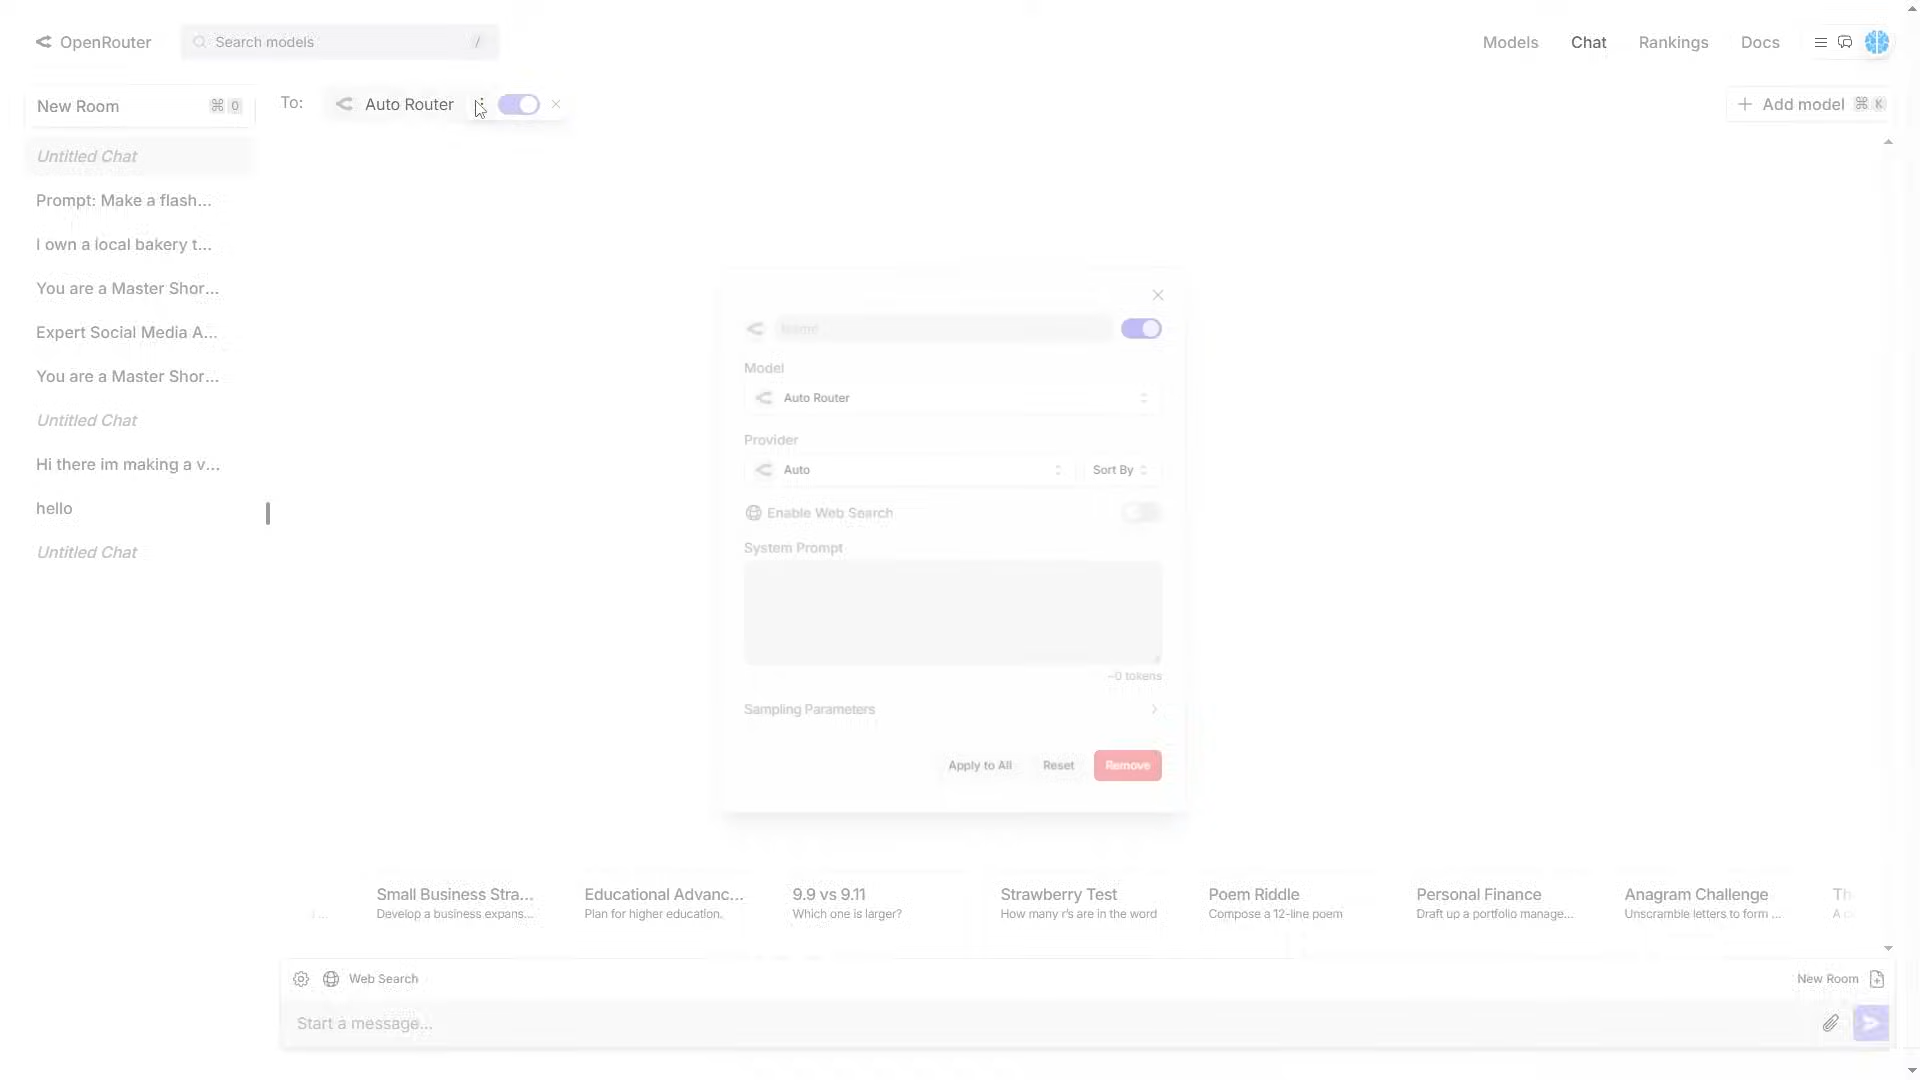 OpenRouter
Search models /
Models
Chat
Rankings
Docs
New Room ⌘ 0
To: Auto Router
+ Add model ⌘ K
Untitled Chat
Prompt: Make a flash...
I own a local bakery t...
You are a Master Shor...
Expert Social Media A...
You are a Master Shor...
Untitled Chat
Hi there im making a v...
hello
Untitled Chat
Name
Model
Auto Router
Provider
Auto
Sort By
Enable Web Search
System Prompt
~0 tokens
Sampling Parameters
Apply to All
Reset
Remove
Small Business Stra...
Develop a business expans...
Educational Advanc...
Plan for higher education.
9.9 vs 9.11
Which one is larger?
Strawberry Test
How many r's are in the word
Poem Riddle
Compose a 12-line poem
Personal Finance
Draft up a portfolio manage...
Anagram Challenge
Unscramble letters to form ...
Web Search
New Room
Start a message...